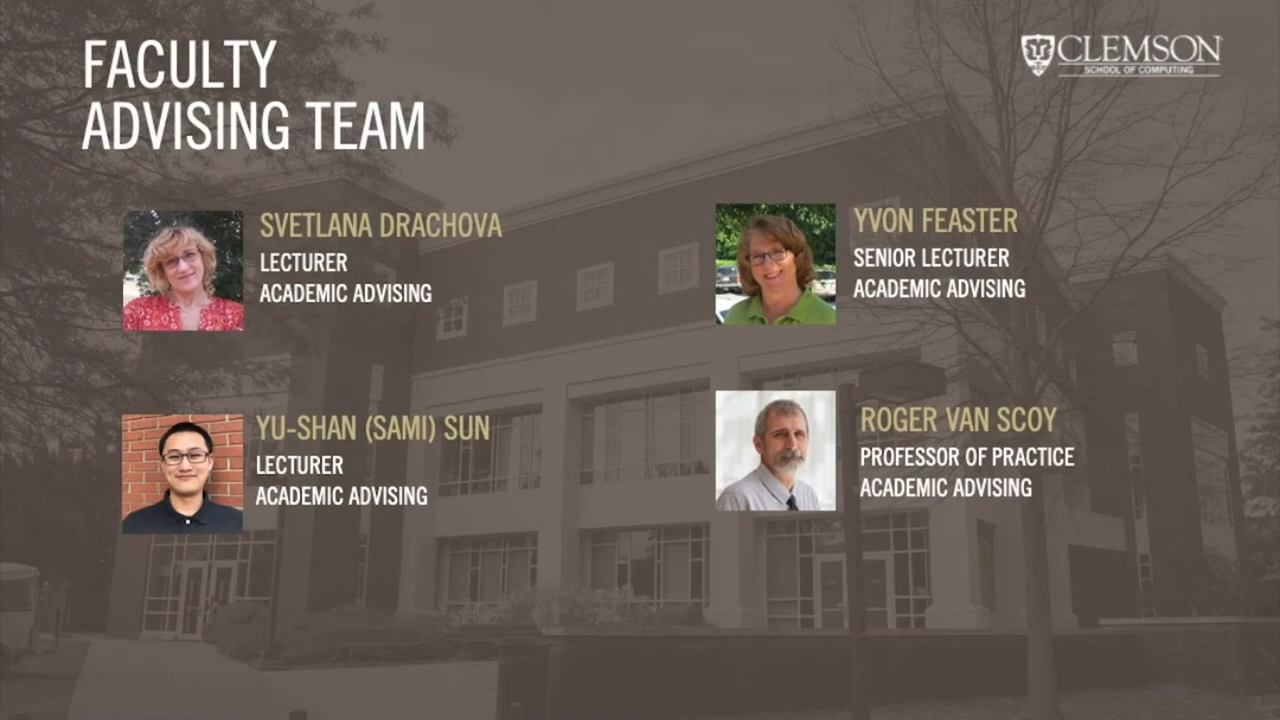 FACULTY
ADVISING TEAM
CLEMSON
SCHOOL OF COMPUTING
SVETLANA DRACHOVA
LECTURER
ACADEMIC ADVISING
YVON FEASTER
SENIOR LECTURER
ACADEMIC ADVISING
YU-SHAN (SAMI) SUN
LECTURER
ACADEMIC ADVISING
ROGER VAN SCOY
PROFESSOR OF PRACTICE
ACADEMIC ADVISING